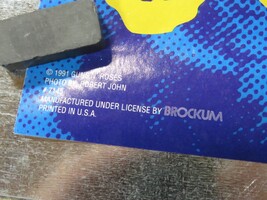 © 1991 GUNS N' ROSES
PHOTO BY ROBERT JOHN
MANUFACTURED UNDER LICENSE BY BROCKUM
PRINTED IN U.S.A.